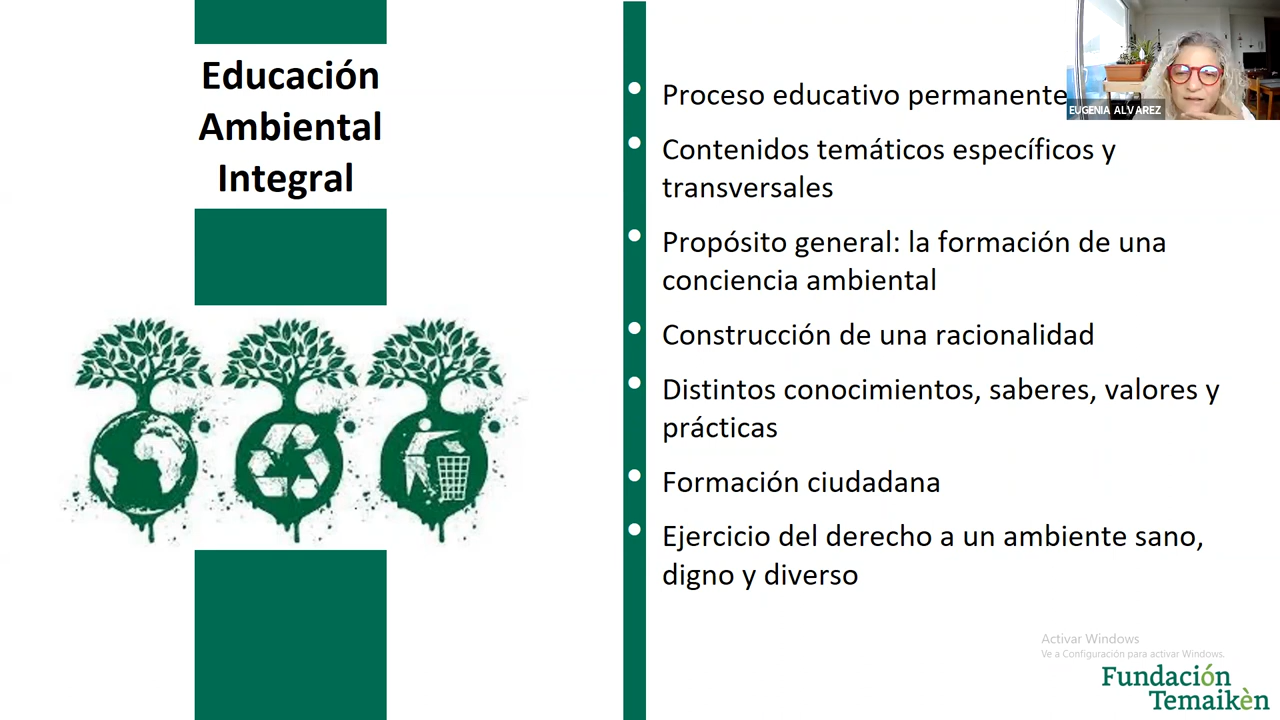 Educación
Ambiental
Integral
Proceso educativo permanente
Contenidos temáticos específicos y
transversales
Propósito general: la formación de una
conciencia ambiental
Construcción de una racionalidad
Distintos conocimientos, saberes, valores y
prácticas
Formación ciudadana
Ejercicio del derecho a un ambiente sano,
digno y diverso
EUGENIA ALVAREZ
Activar Windows
Ve a Configuración para activar Windows.
Fundación
Temaikèn